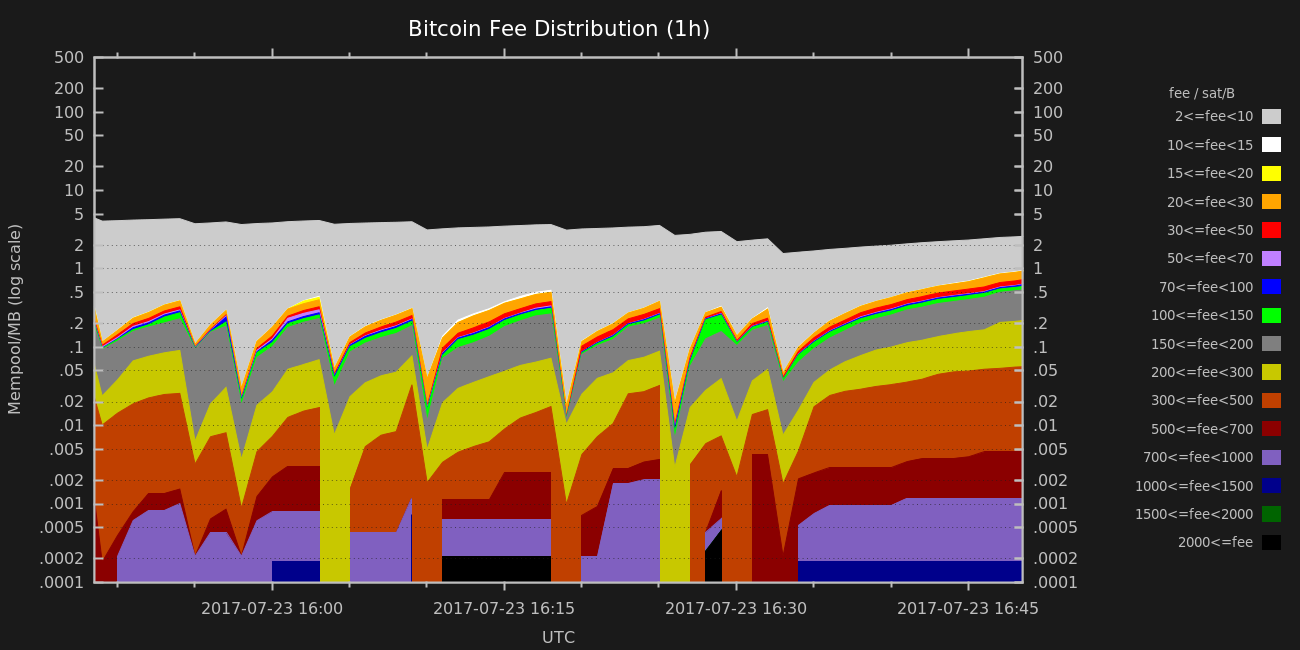 Bitcoin Fee Distribution (1h)
500 500
200 200
100 100
50 50
20 20
10 10
5 5
2 2
1 1
.5 .5
.2 .2
.1 .1
.05 .05
.02 .02
.01 .01
.005 .005
.002 .002
.001 .001
.0005 .0005
.0002 .0002
.0001 .0001
Mempool/MB (log scale)
2017-07-23 16:00 2017-07-23 16:15 2017-07-23 16:30 2017-07-23 16:45
UTC
fee / sat/B
2<=fee<10
10<=fee<15
15<=fee<20
20<=fee<30
30<=fee<50
50<=fee<70
70<=fee<100
100<=fee<150
150<=fee<200
200<=fee<300
300<=fee<500
500<=fee<700
700<=fee<1000
1000<=fee<1500
1500<=fee<2000
2000<=fee